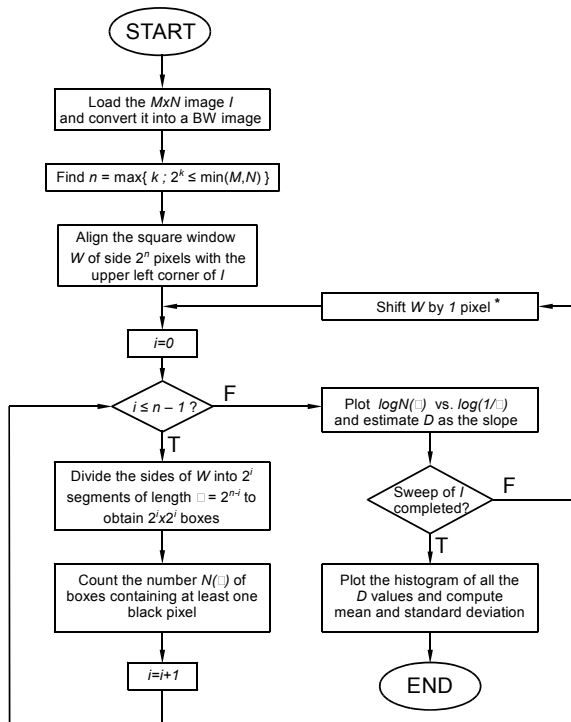 START
Load the MxN image I
and convert it into a BW image
Find n = max{ k ; 2^k ≤ min(M,N) }
Align the square window
W of side 2^n pixels with the
upper left corner of I
Shift W by 1 pixel *
i=0
i ≤ n – 1 ?
F
T
Plot logN(□) vs. log(1/□)
and estimate D as the slope
Divide the sides of W into 2^i
segments of length □ = 2^n-i to
obtain 2^ix2^i boxes
Sweep of I
completed?
F
T
Count the number N(□) of
boxes containing at least one
black pixel
Plot the histogram of all the
D values and compute
mean and standard deviation
i=i+1
END